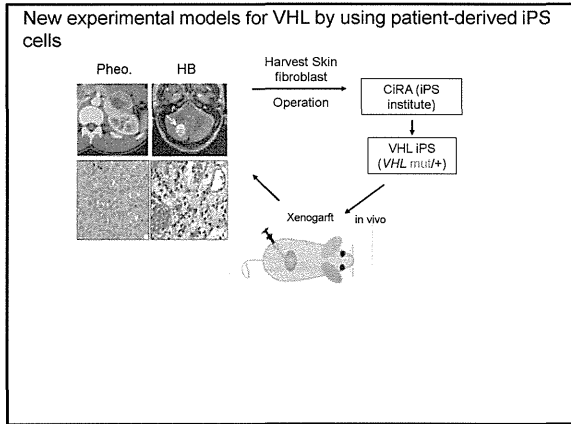 New experimental models for VHL by using patient-derived iPS
cells
Pheo.
HB
Harvest Skin
fibroblast
Operation
CiRA (iPS
institute)
VHL iPS
(VHL mut/+)
Xenogarft
in vivo